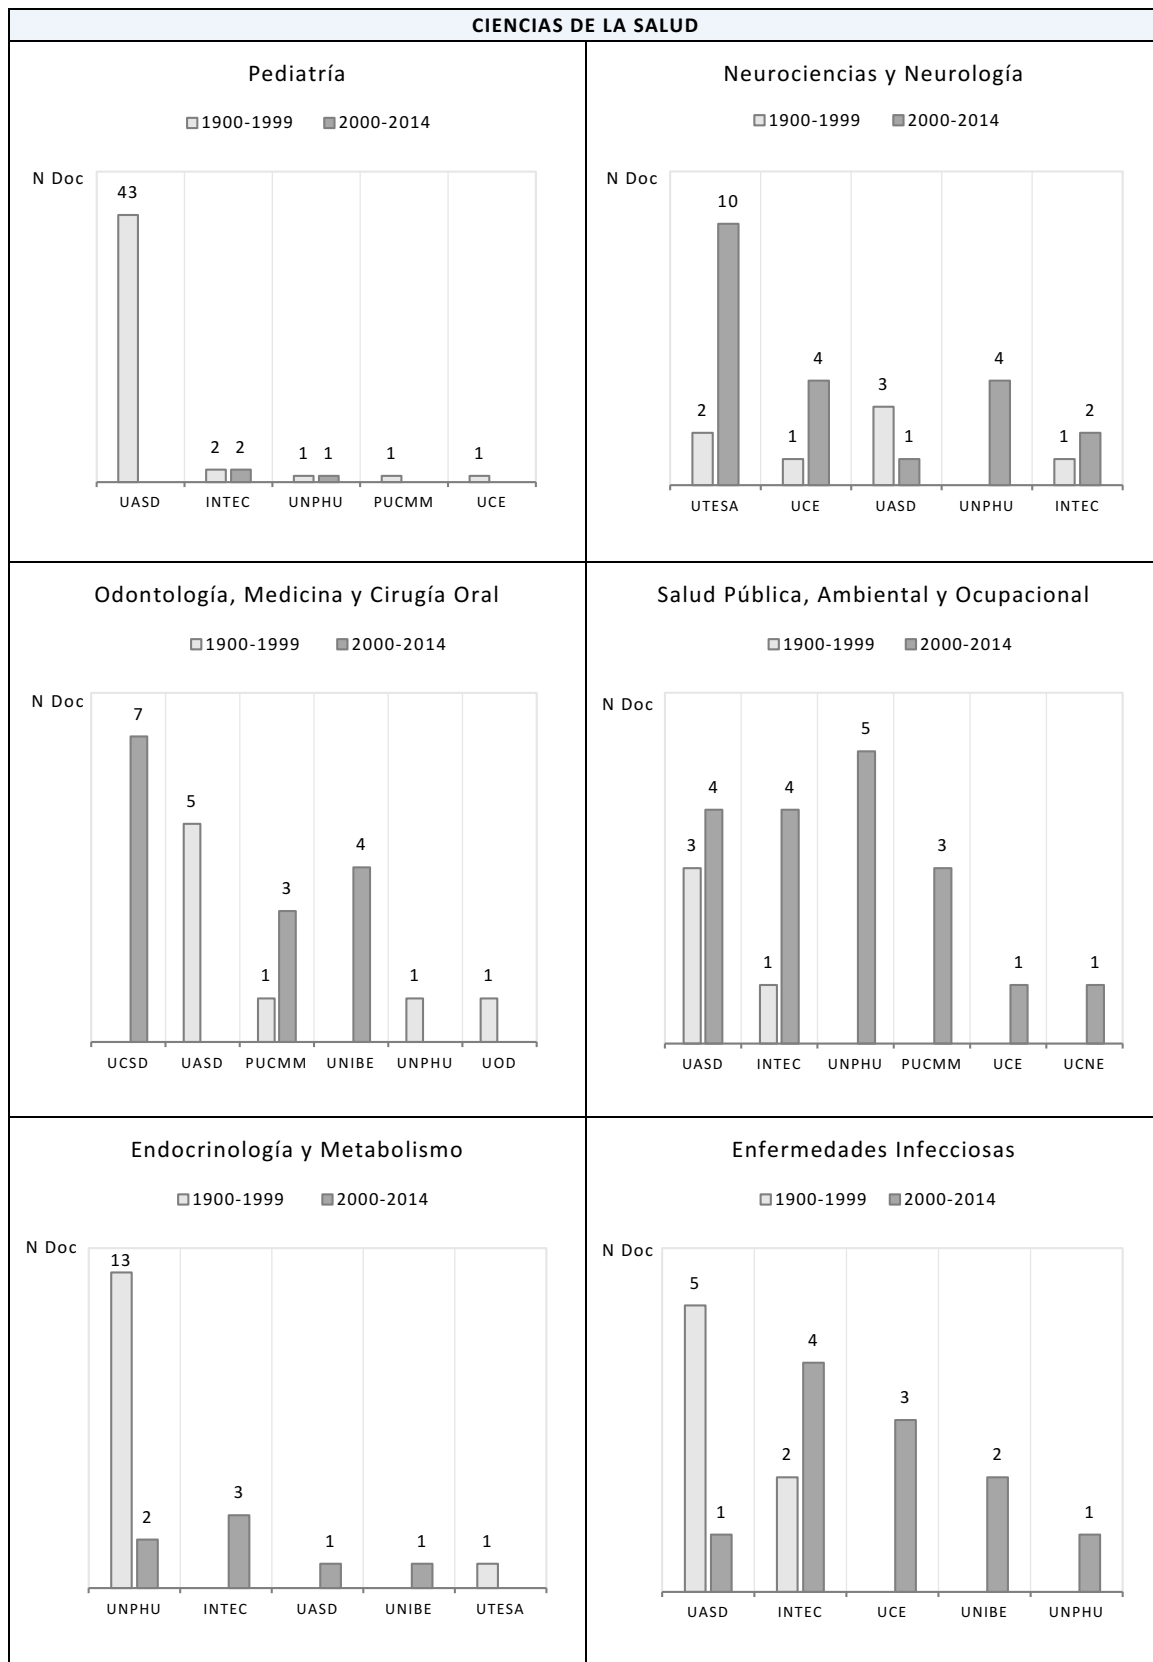 CIENCIAS DE LA SALUD
Pediatría
1900-1999 2000-2014
N Doc
43
2 2 1 1 1 1
UASD INTEC UNPHU PUCMM UCE
Neurociencias y Neurología
1900-1999 2000-2014
N Doc
10
4 4
3
2 2
1 1 1
UTESA UCE UASD UNPHU INTEC
Odontología, Medicina y Cirugía Oral
1900-1999 2000-2014
N Doc
7
5
4
3
1 1 1
UCSD UASD PUCMM UNIBE UNPHU UOD
Salud Pública, Ambiental y Ocupacional
1900-1999 2000-2014
N Doc
5
4 4
3 3
1 1 1
UASD INTEC UNPHU PUCMM UCE UCNE
Endocrinología y Metabolismo
1900-1999 2000-2014
N Doc
13
3
2
1 1 1
UNPHU INTEC UASD UNIBE UTESA
Enfermedades Infecciosas
1900-1999 2000-2014
N Doc
5
4
3
2 2
1 1
UASD INTEC UCE UNIBE UNPHU